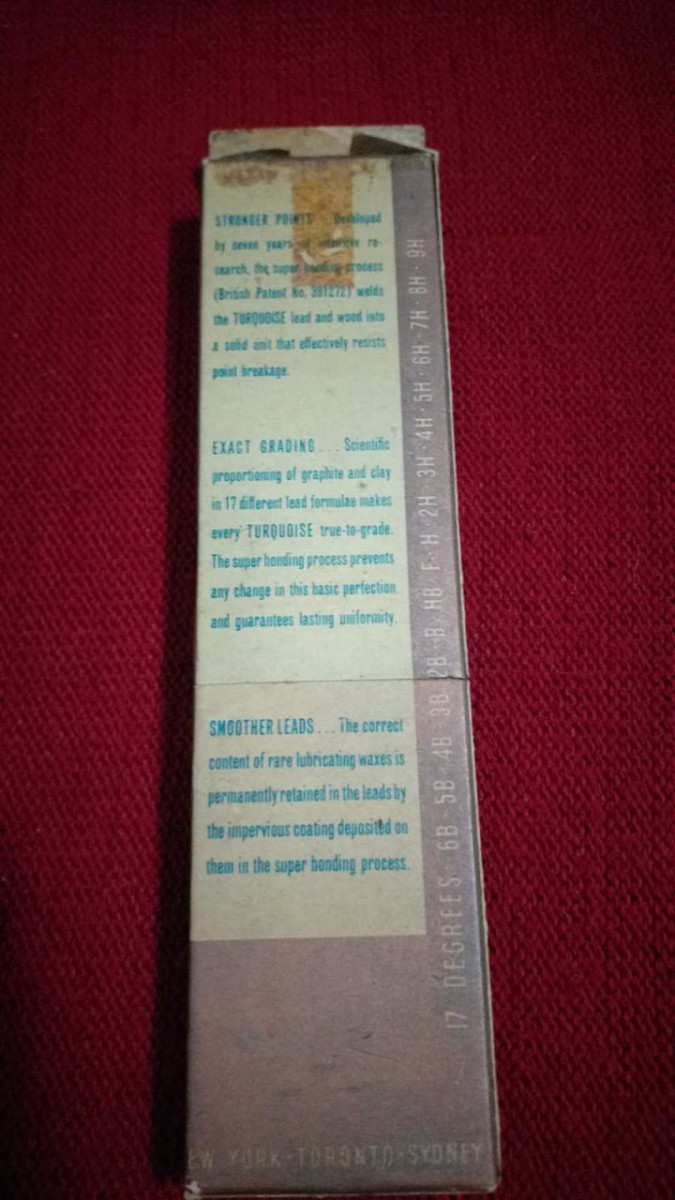 STRONGER POINTS . . . Developed
by seven years of intensive re-
search, the super bonding process
(British Patent No. 391272) welds
the TURQUOISE lead and wood into
a solid unit that effectively resists
point breakage.
EXACT GRADING . . . Scientific
proportioning of graphite and clay
in 17 different lead formulae makes
every TURQUOISE true-to-grade.
The super bonding process prevents
any change in this basic perfection
and guarantees lasting uniformity.
SMOOTHER LEADS . . . The correct
content of rare lubricating waxes is
permanently retained in the leads by
the impervious coating deposited on
them in the super bonding process.
17 DEGREES · 6B · 5B · 4B · 3B · 2B · B · HB · F · H · 2H · 3H · 4H · 5H · 6H · 7H · 8H · 9H
EW YORK · TORONTO · SYDNEY